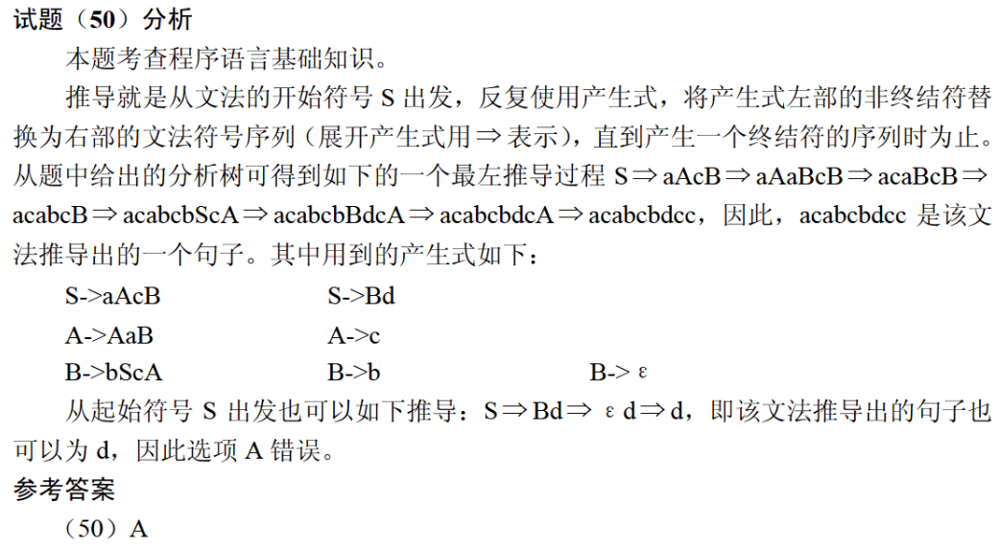 试题（50）分析
本题考查程序语言基础知识。
推导就是从文法的开始符号 S 出发，反复使用产生式，将产生式左部的非终结符替
换为右部的文法符号序列（展开产生式用⇒表示），直到产生一个终结符的序列时为止。
从题中给出的分析树可得到如下的一个最左推导过程 S⇒aAcB⇒aAaBcB⇒acaBcB⇒
acabcB⇒acabcbScA⇒acabcbBdcA⇒acabcbdcA⇒acabcbdcc，因此，acabcbdcc 是该文
法推导出的一个句子。其中用到的产生式如下：
S->aAcB S->Bd
A->AaB A->c
B->bScA B->b B->ε
从起始符号 S 出发也可以如下推导：S⇒Bd⇒εd⇒d，即该文法推导出的句子也
可以为 d，因此选项 A 错误。
参考答案
（50）A